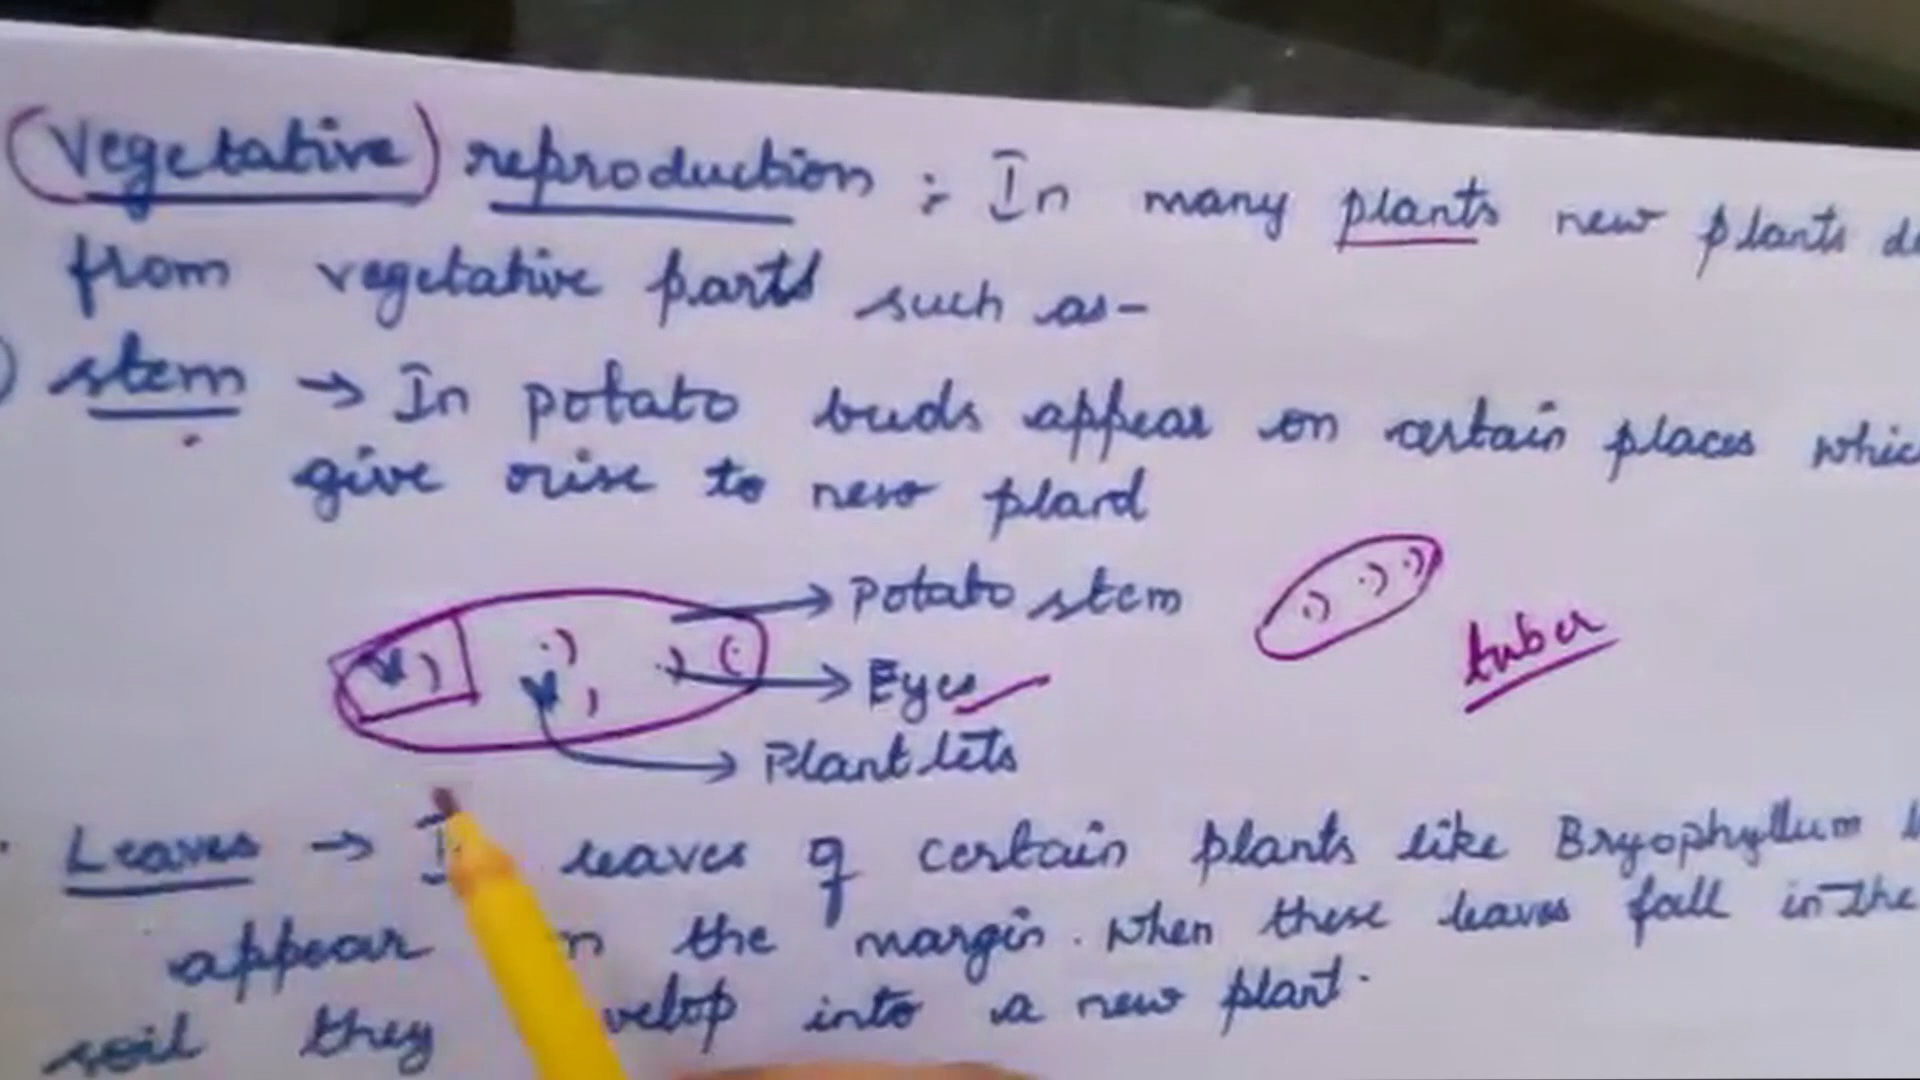 (Vegetative) reproduction :- In many plants new plants
from vegetative parts such as-
stem → In potato buds appear on certain places
give rise to new pland
Potato stem
tuber
Eyes
Plantlets
Leaves → leaves of certain plants like Bryophyllum
appear the margin. When these leaves fall in the
soil they into a new plant.